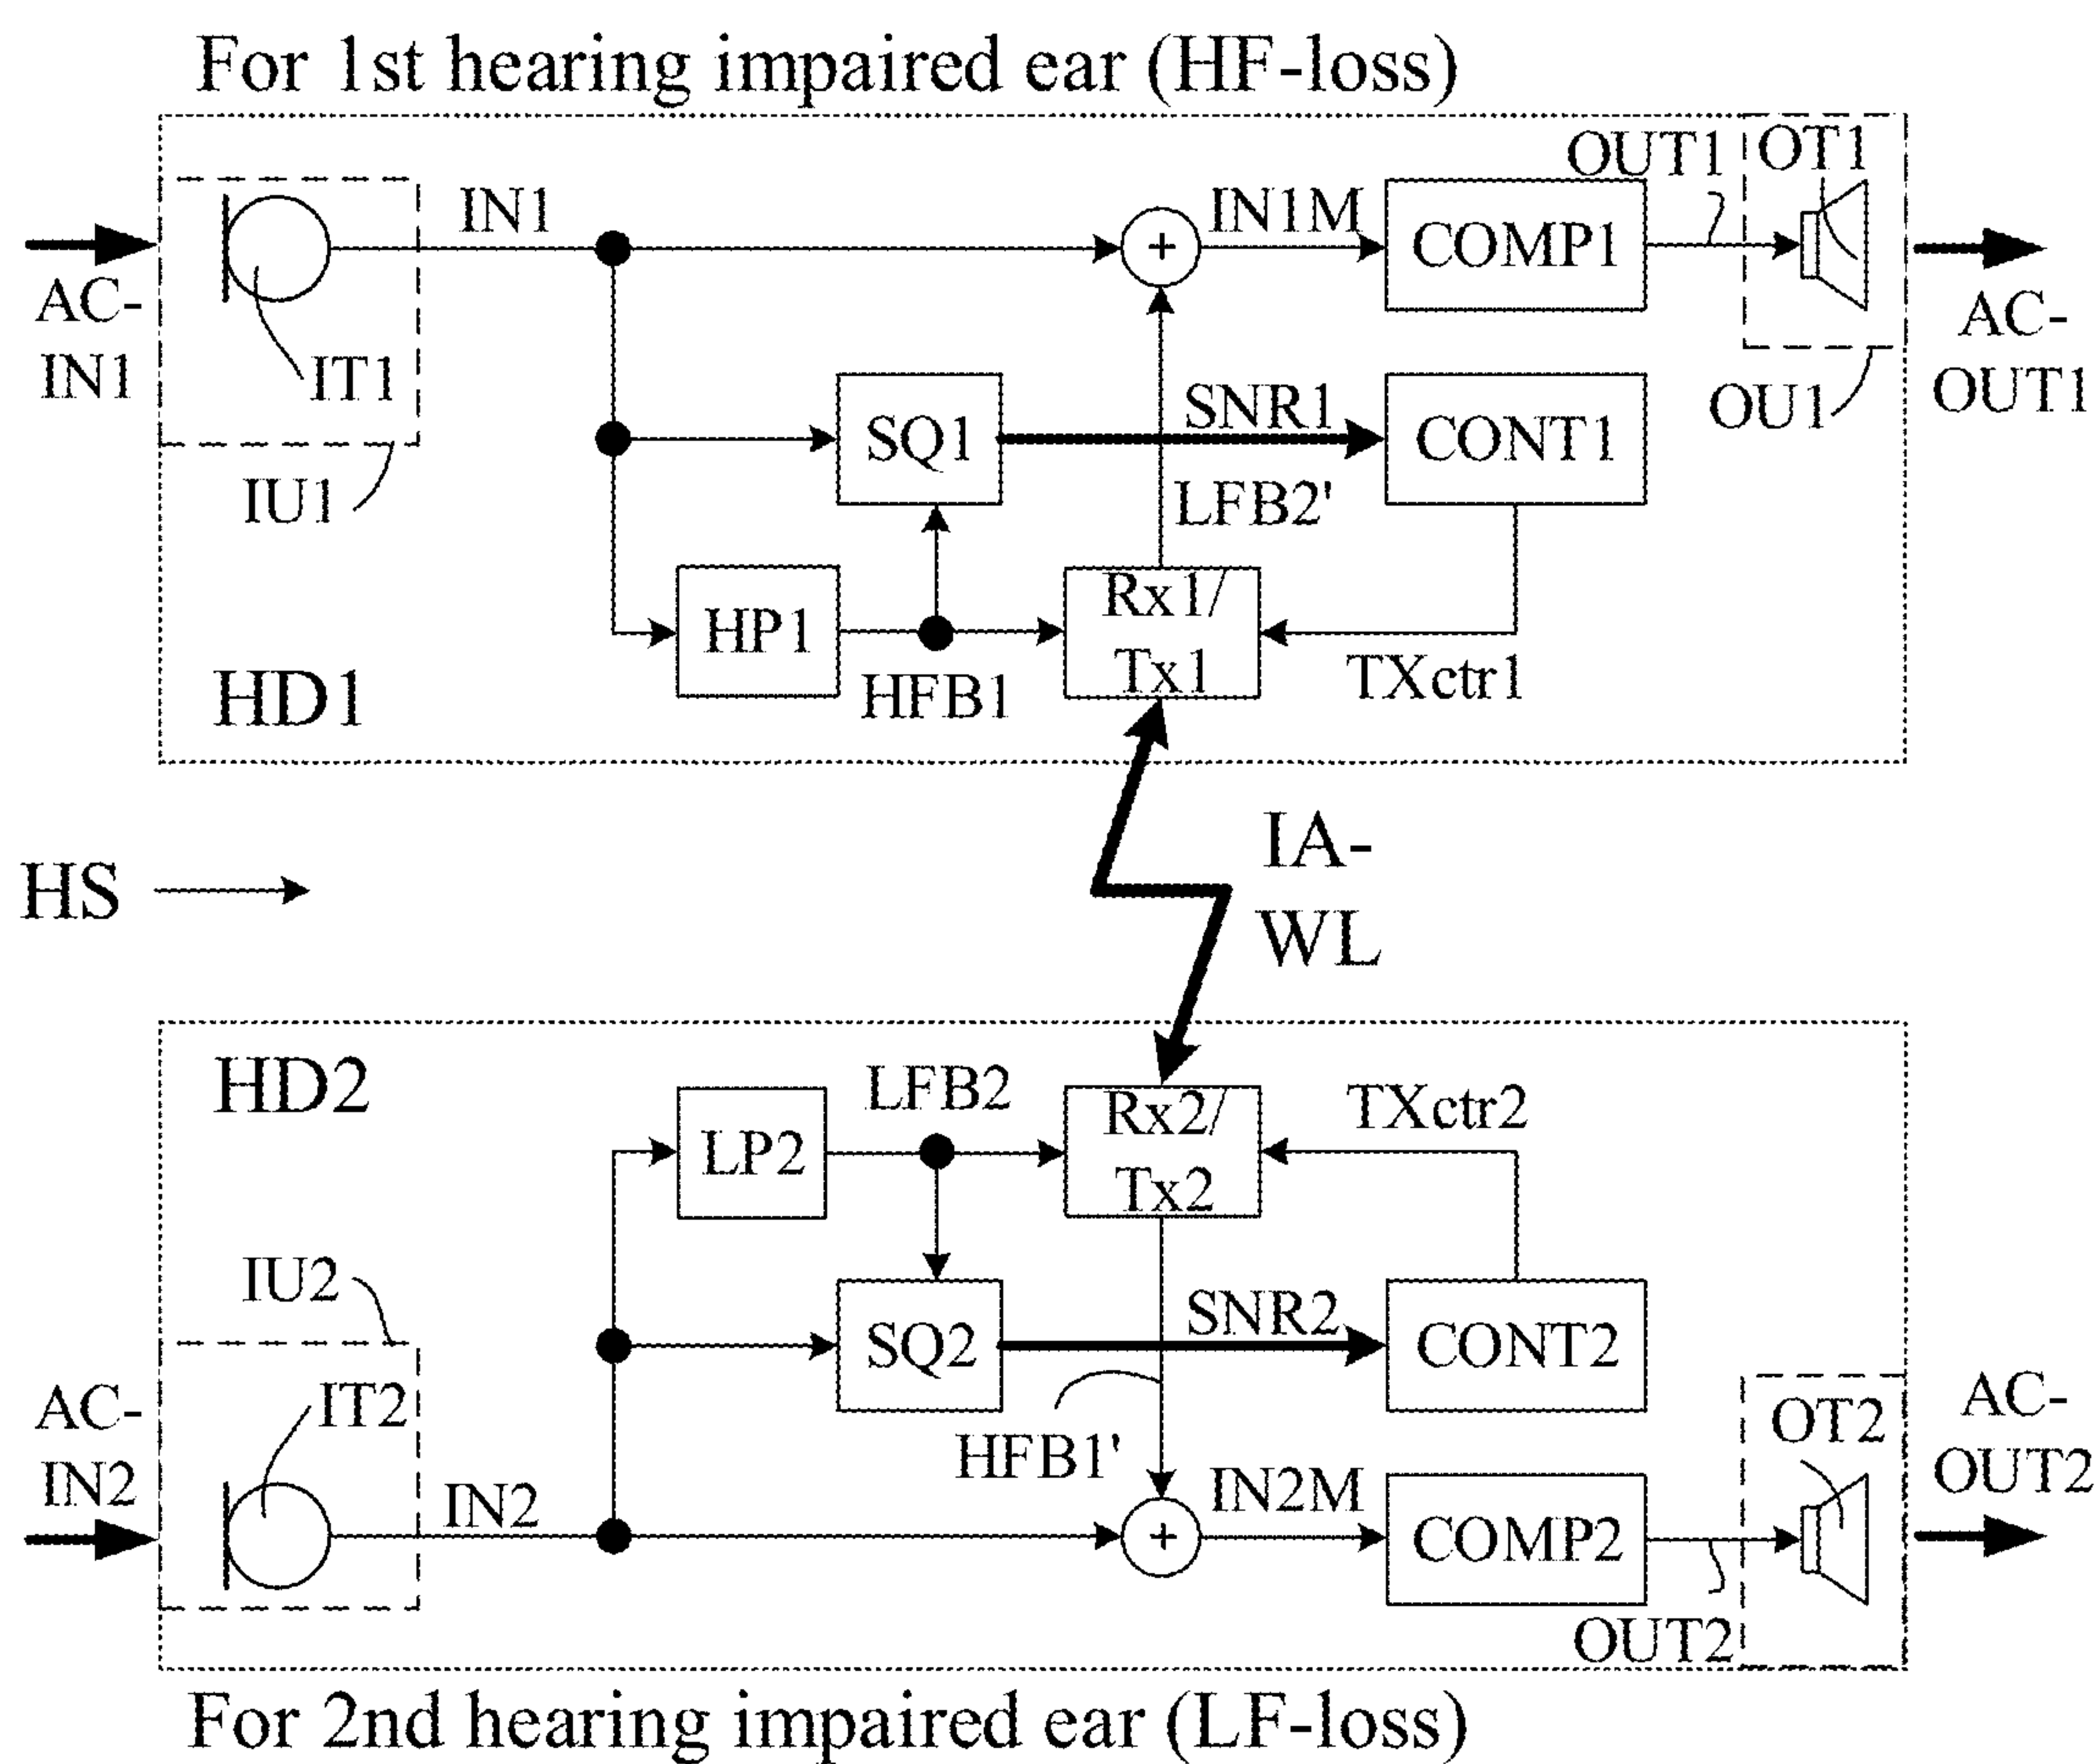 For 1st hearing impaired ear (HF-loss)
OUT1
OT1
IN1
IN1M
COMP1
+
AC-
IN1
IT1
AC-
OUT1
OU1
SQ1
SNR1
CONT1
IU1
LFB2'
HP1
Rx1/
Tx1
HFB1
TXctr1
HD1
IA-
WL
HS
HD2
LFB2
LP2
Rx2/
Tx2
TXctr2
IU2
SQ2
SNR2
CONT2
AC-
IN2
IT2
HFB1'
OT2
AC-
OUT2
IN2
IN2M
+
COMP2
OUT2
For 2nd hearing impaired ear (LF-loss)